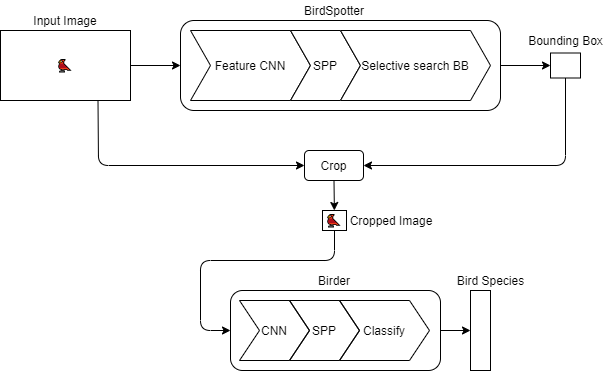 BirdSpotter
Input Image
Bounding Box
Feature CNN
SPP
Selective search BB
Crop
Cropped Image
Birder
Bird Species
CNN
SPP
Classify